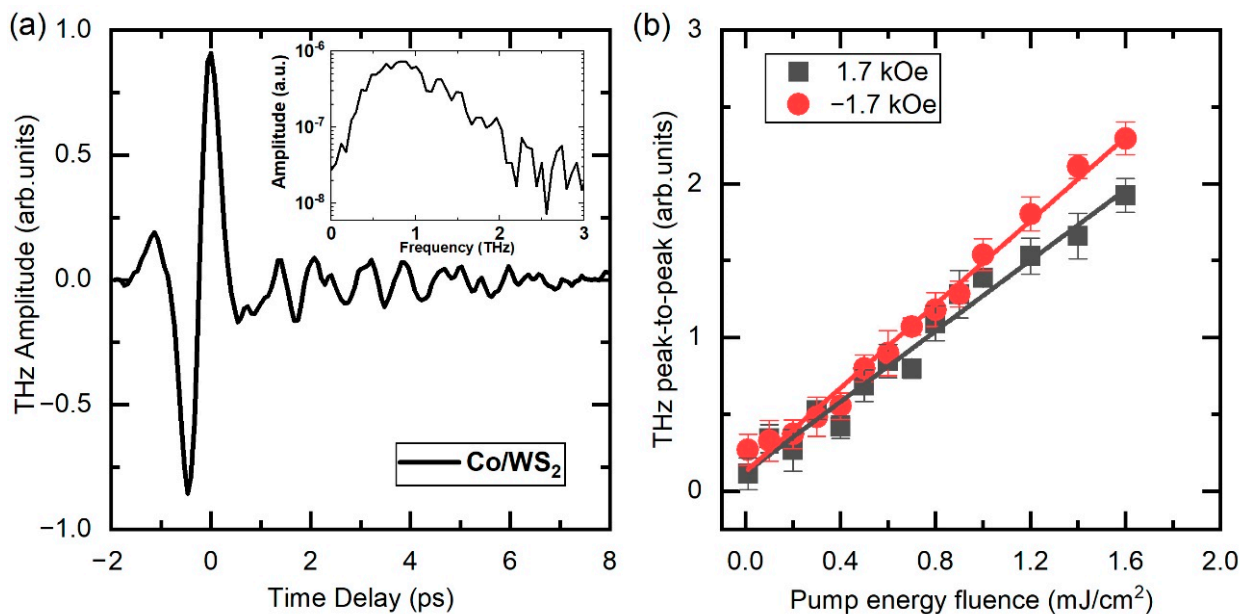 (a)
1.0
0.5
0.0
−0.5
−1.0
THz Amplitude (arb.units)
−2
0
2
4
6
8
Time Delay (ps)
Co/WS₂
10⁻⁶
10⁻⁷
10⁻⁸
Amplitude (a.u.)
0
1
2
3
Frequency (THz)
(b)
3
2
1
0
THz peak-to-peak (arb.units)
1.7 kOe
−1.7 kOe
0.0
0.4
0.8
1.2
1.6
2.0
Pump energy fluence (mJ/cm²)